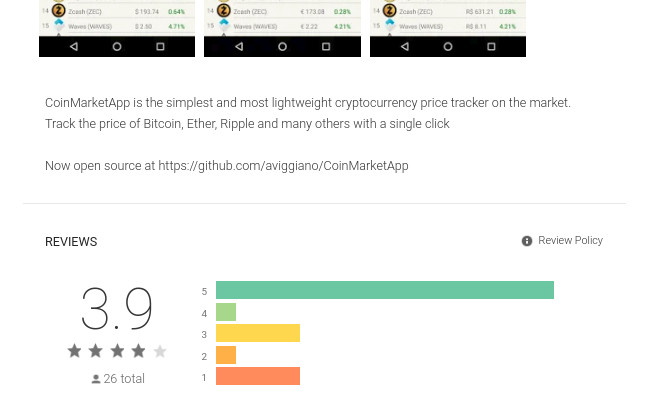 14 Zcash (ZEC) $ 193.74 0.64%
15 Waves (WAVES) $ 2.50 4.71%
14 Zcash (ZEC) € 173.08 0.28%
15 Waves (WAVES) € 2.22 4.21%
14 Zcash (ZEC) R$ 631.21 0.28%
15 Waves (WAVES) R$ 8.11 4.21%
CoinMarketApp is the simplest and most lightweight cryptocurrency price tracker on the market.
Track the price of Bitcoin, Ether, Ripple and many others with a single click
Now open source at https://github.com/aviggiano/CoinMarketApp
REVIEWS
Review Policy
3.9
26 total
5
4
3
2
1